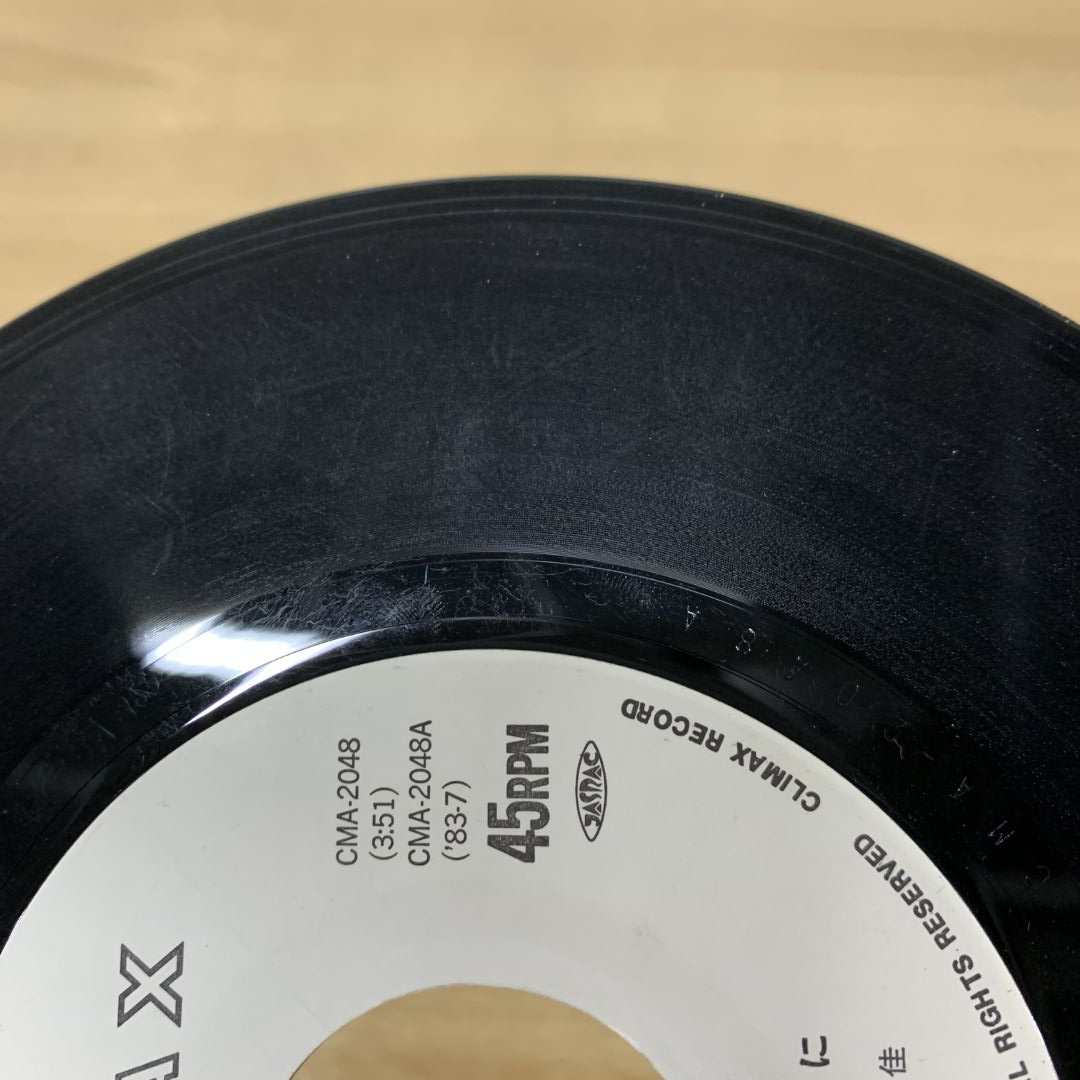 CMA-2048
(3:51)
CMA-2048A
('83-7)
45RPM
JASRAC
CLIMAX RECORD
RIGHTS RESERVED
に
佳
X